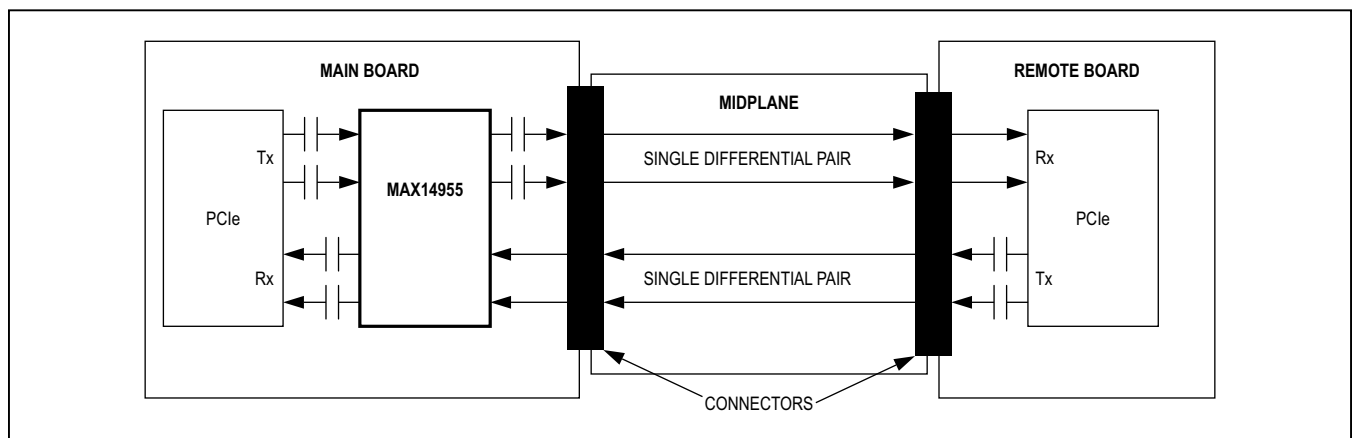 MAIN BOARD
REMOTE BOARD
MIDPLANE
Tx
SINGLE DIFFERENTIAL PAIR
Rx
MAX14955
PCIe
PCIe
Rx
SINGLE DIFFERENTIAL PAIR
Tx
CONNECTORS